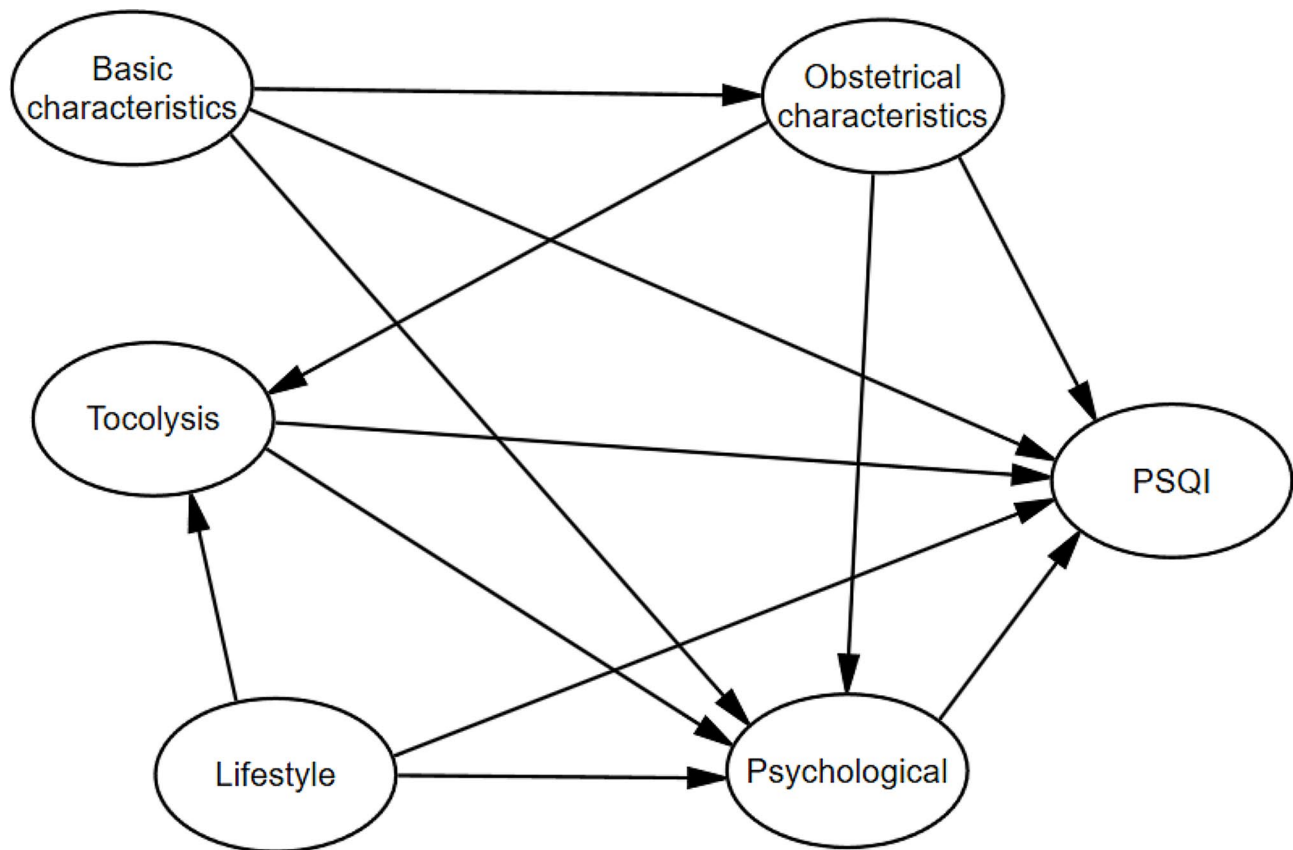 Basic
characteristics
Obstetrical
characteristics
Tocolysis
PSQI
Lifestyle
Psychological